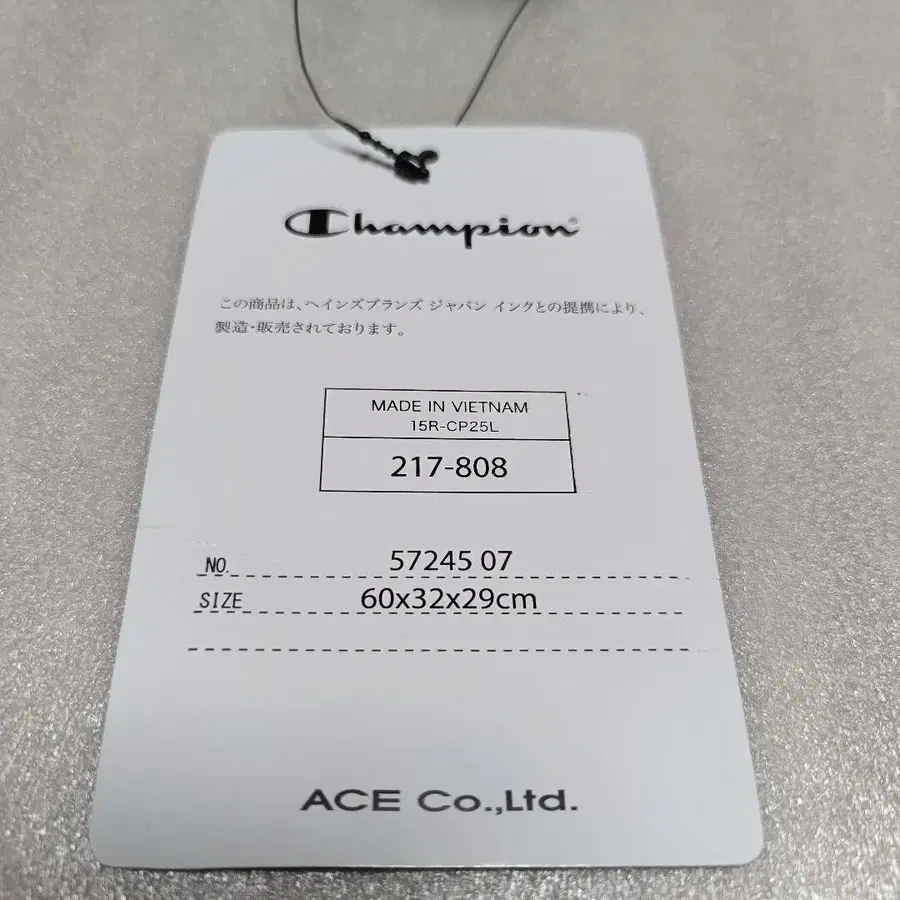 Champion®
この商品は、ヘインズブランズ ジャパン インクとの提携により、
製造・販売されております。
MADE IN VIETNAM
15R-CP25L
217-808
NO. 57245 07
SIZE 60x32x29cm
ACE Co.,Ltd.